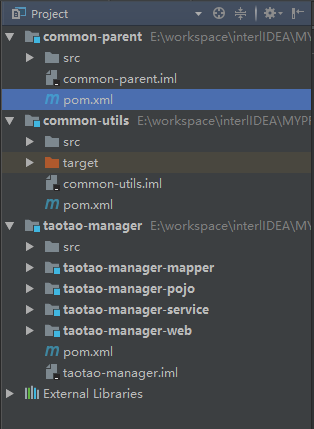 Project
common-parent E:\workspace\interlIDEA\MY
src
common-parent.iml
pom.xml
common-utils E:\workspace\interlIDEA\MYP
src
target
common-utils.iml
pom.xml
taotao-manager E:\workspace\interlIDEA\M
src
taotao-manager-mapper
taotao-manager-pojo
taotao-manager-service
taotao-manager-web
pom.xml
taotao-manager.iml
External Libraries